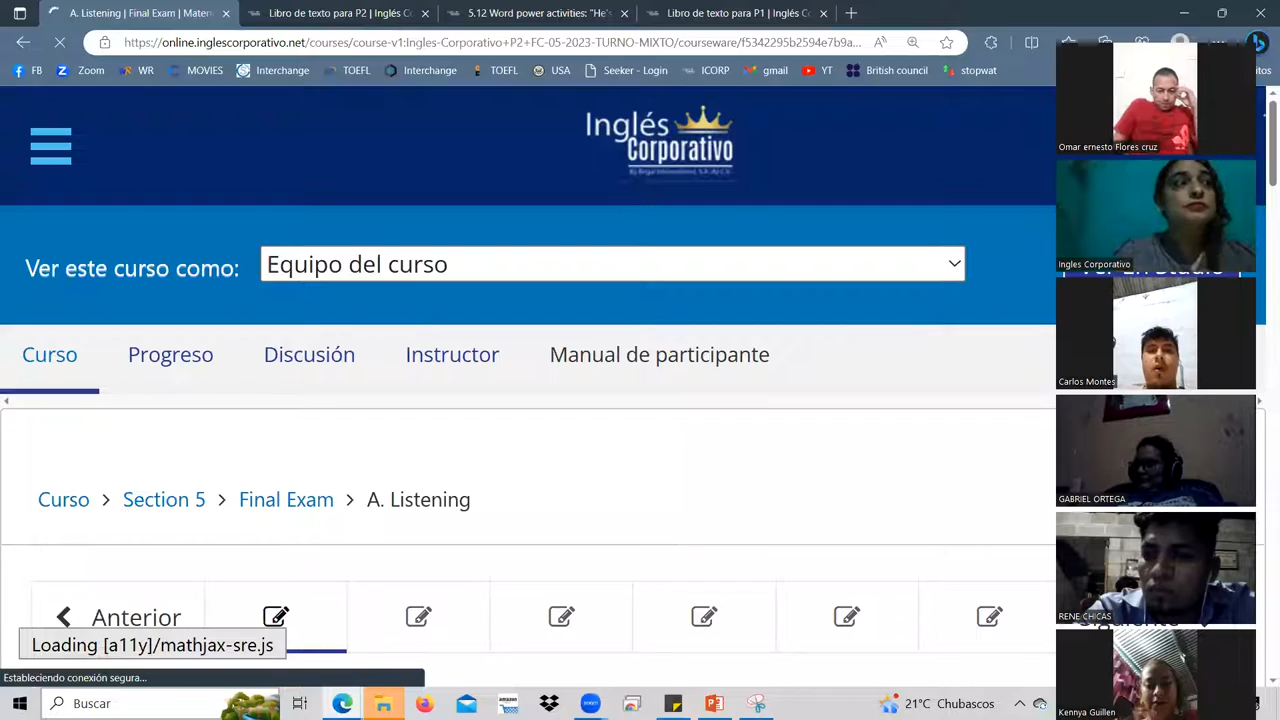 A. Listening | Final Exam | Mater
Libro de texto para P2 | Inglés C
5.12 Word power activities: "He's
Libro de texto para P1 | Inglés Co
https://online.inglescorporativo.net/courses/course-v1:Ingles-Corporativo+P2+FC-05-2023-TURNO-MIXTO/courseware/f5342295b2594e7b9a...
FB Zoom WR MOVIES Interchange TOEFL Interchange TOEFL USA Seeker - Login ICORP gmail YT British council stopwat
Inglés
Corporativo
Ver este curso como:
Equipo del curso
Curso Progreso Discusión Instructor Manual de participante
Curso > Section 5 > Final Exam > A. Listening
Anterior
Loading [a11y]/mathjax-sre.js
Estableciendo conexión segura...
Buscar
amazon
21°C Chubascos
Omar ernesto Flores cruz
Ingles Corporativo
Carlos Montes
GABRIEL ORTEGA
RENE CHICAS
Kennya Guillen